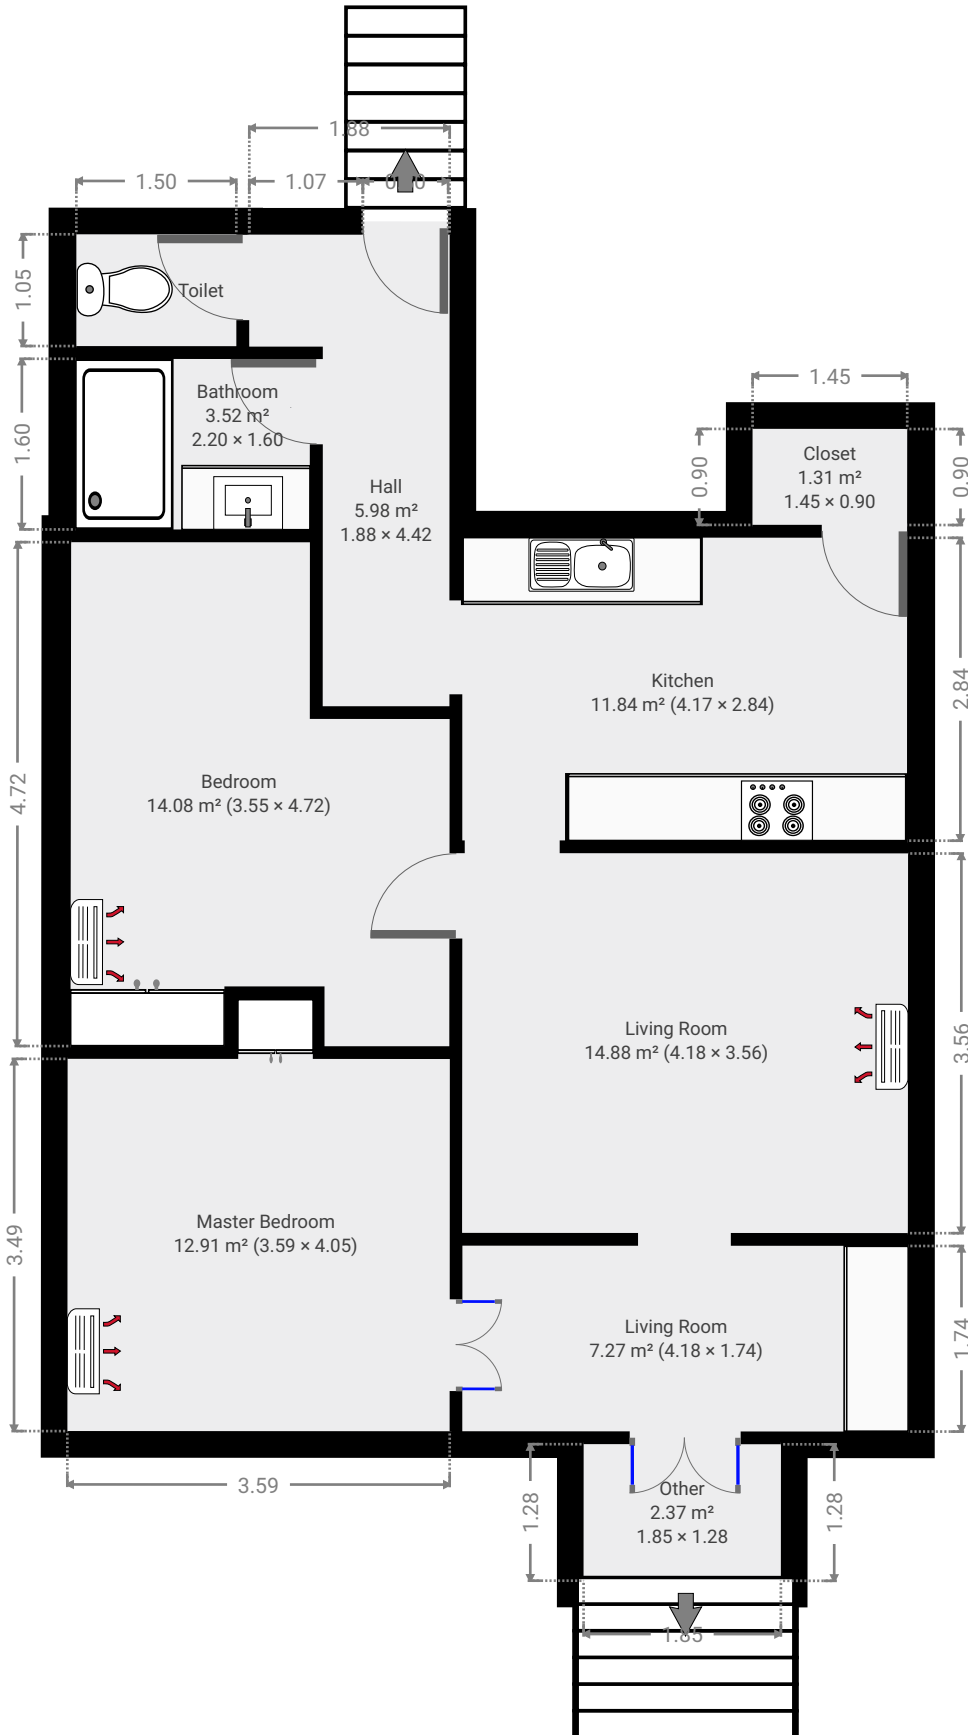 1.88
1.50
1.07
1.05
Toilet
1.60
Bathroom
3.52 m²
2.20 × 1.60
1.45
0.90
Closet
1.31 m²
1.45 × 0.90
0.90
Hall
5.98 m²
1.88 × 4.42
Kitchen
11.84 m² (4.17 × 2.84)
2.84
4.72
Bedroom
14.08 m² (3.55 × 4.72)
Living Room
14.88 m² (4.18 × 3.56)
3.56
3.49
Master Bedroom
12.91 m² (3.59 × 4.05)
Living Room
7.27 m² (4.18 × 1.74)
1.74
3.59
1.28
Other
2.37 m²
1.85 × 1.28
1.28
1.85